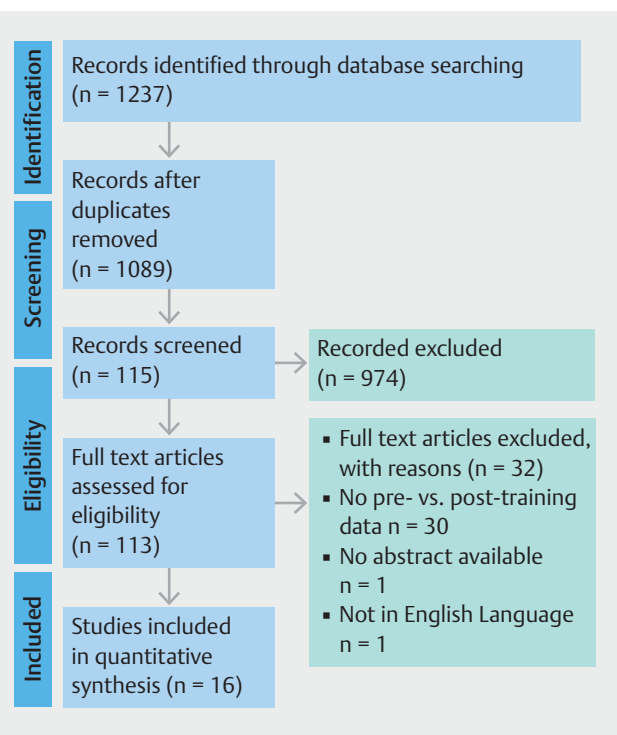 Identification
Records identified through database searching
(n = 1237)
Records after
duplicates
removed
(n = 1089)
Screening
Records screened
(n = 115)
Recorded excluded
(n = 974)
Eligibility
Full text articles
assessed for
eligibility
(n = 113)
▪ Full text articles excluded,
with reasons (n = 32)
▪ No pre- vs. post-training
data n = 30
▪ No abstract available
n = 1
▪ Not in English Language
n = 1
Included
Studies included
in quantitative
synthesis (n = 16)